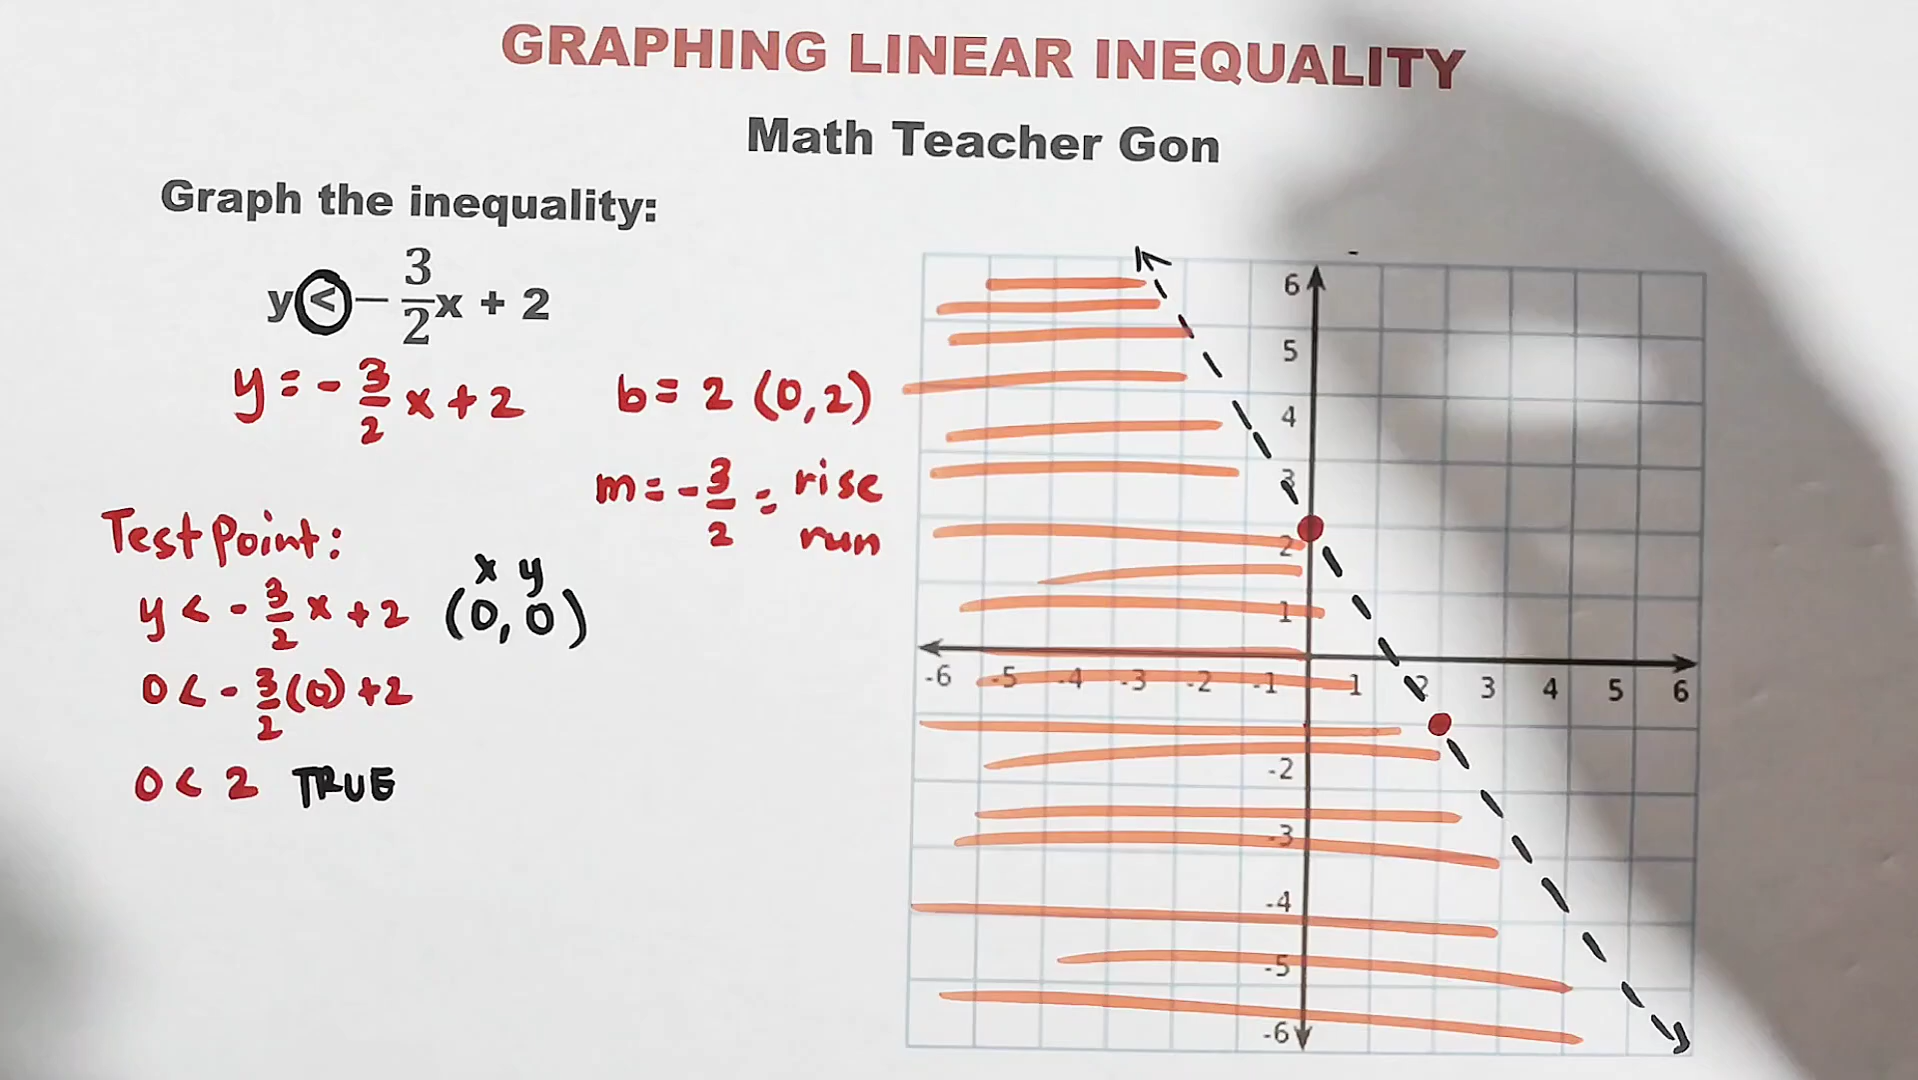 GRAPHING LINEAR INEQUALITY
Math Teacher Gon
Graph the inequality:
y < - 3/2 x + 2
y = - 3/2 x + 2
b = 2 (0, 2)
m = - 3/2 = rise/run
Test Point:
x y
y < - 3/2 x + 2 (0, 0)
0 < - 3/2 (0) + 2
0 < 2 TRUE
6
5
4
3
2
1
-6 -5 -4 -3 -2 -1 1 2 3 4 5 6
-2
-3
-4
-5
-6